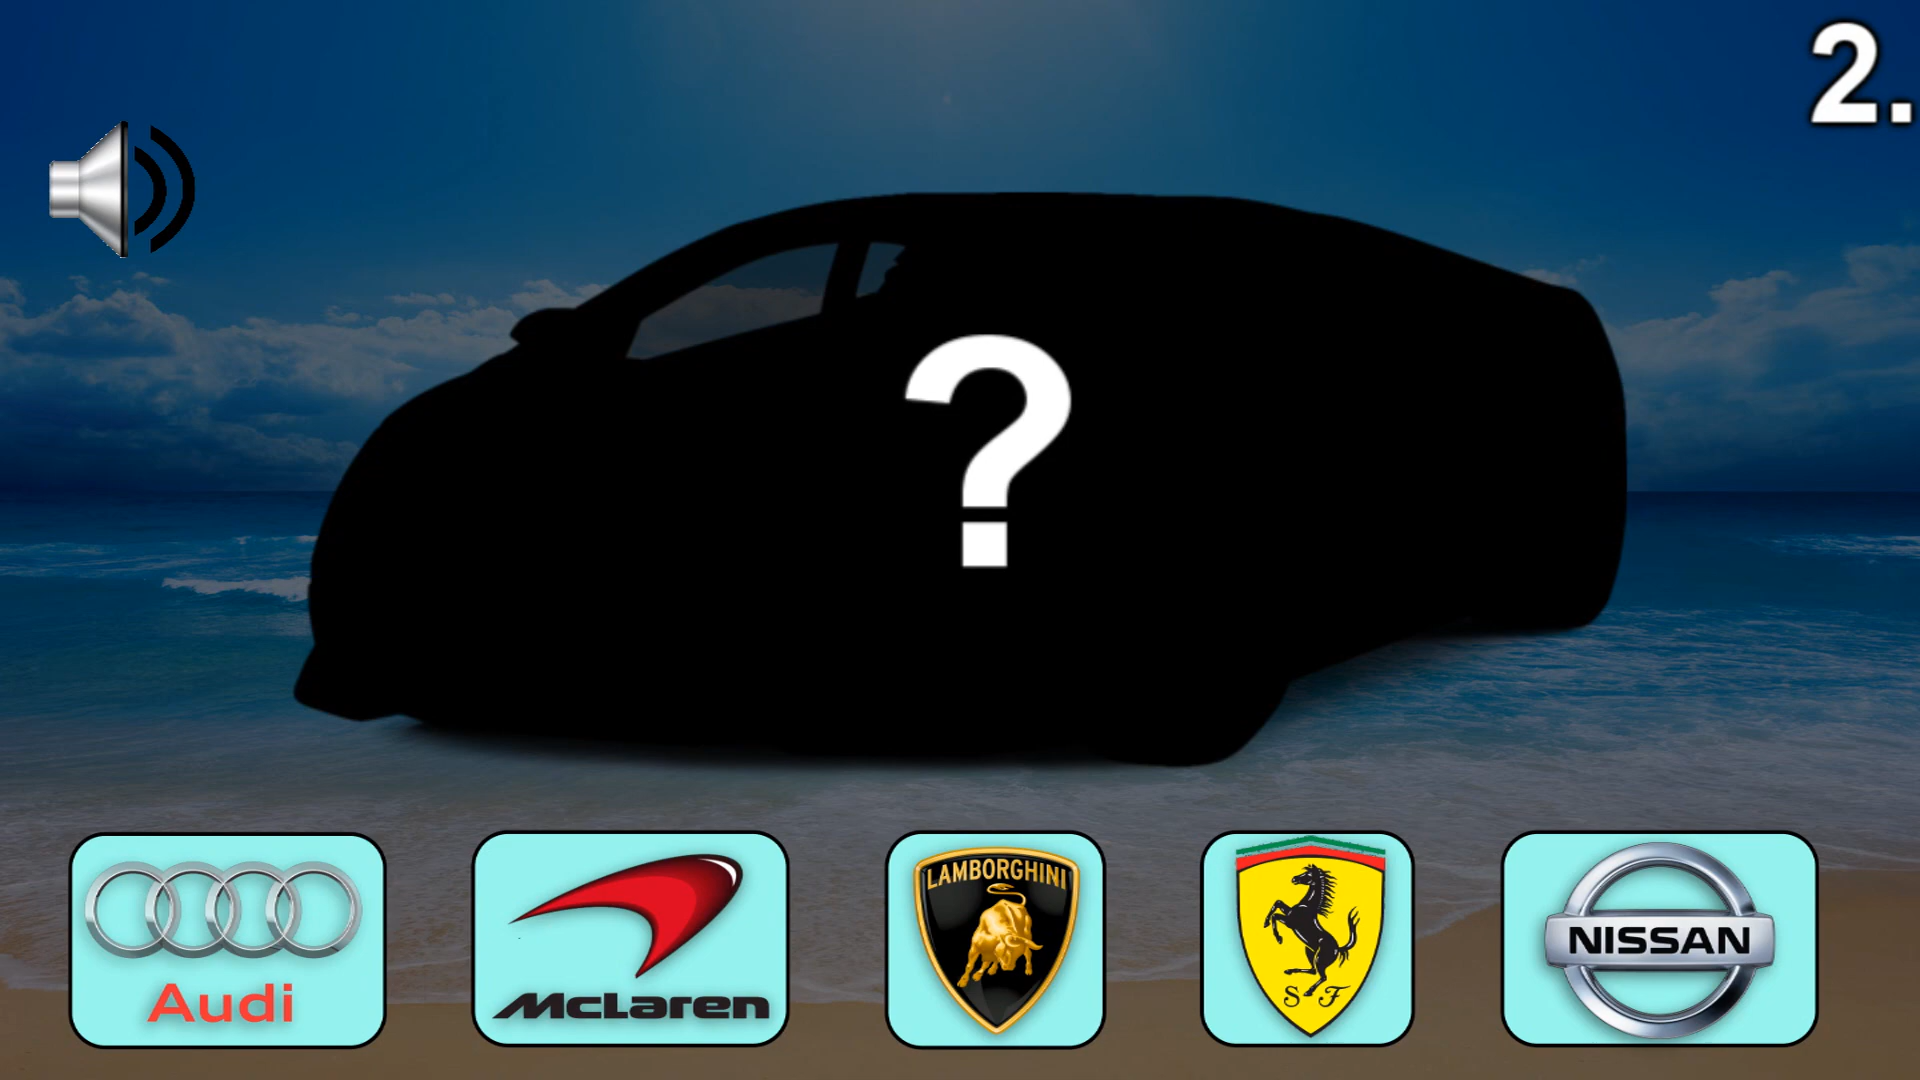 2.
?
Audi
McLaren
LAMBORGHINI
S F
NISSAN